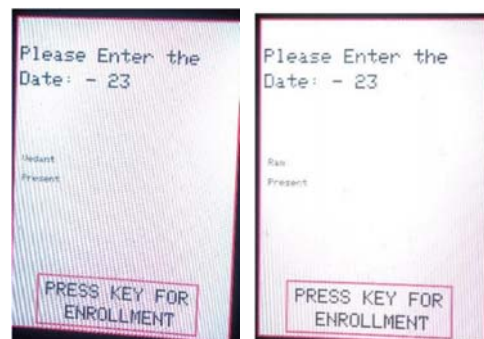 Please Enter the
Date: - 23
Vedant
Present
PRESS KEY FOR
ENROLLMENT
Please Enter the
Date: - 23
Ram
Present
PRESS KEY FOR
ENROLLMENT